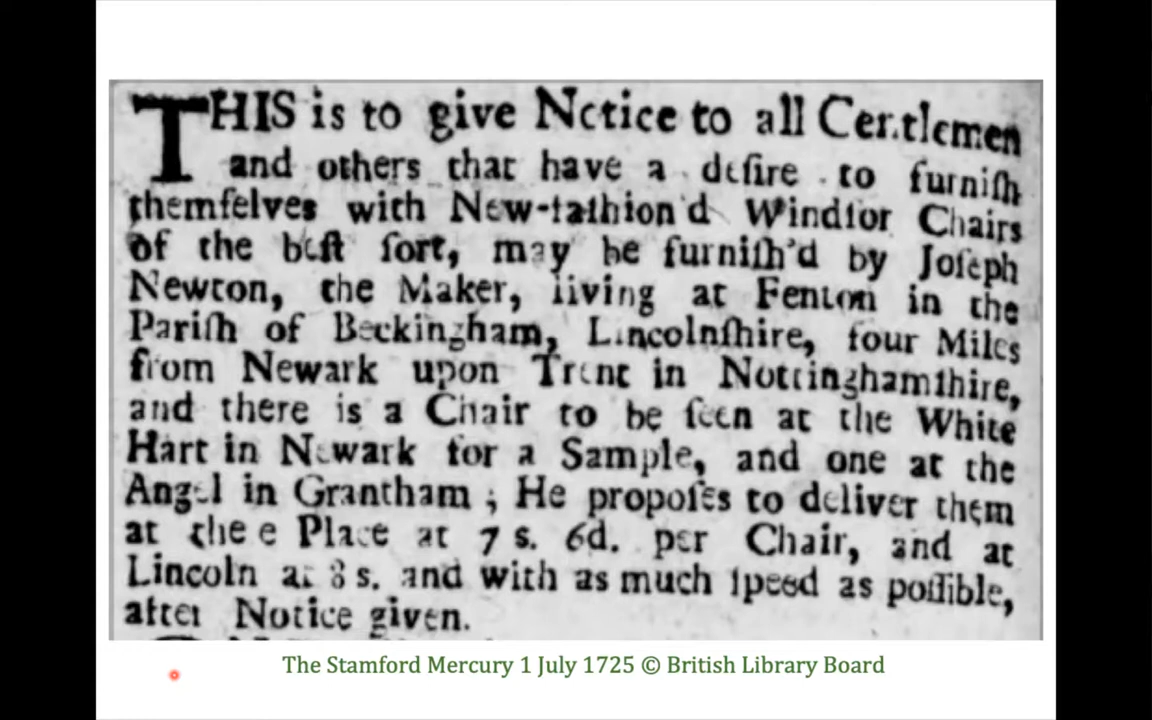 THIS is to give Notice to all Gentlemen
and others that have a deſire to furniſh
themſelves with New-faſhion'd Windſor Chairs
of the beſt ſort, may be furniſh'd by Joſeph
Newton, the Maker, living at Fenton in the
Pariſh of Beckingham, Lincolnſhire, four Miles
from Newark upon Trent in Nottinghamſhire,
and there is a Chair to be ſeen at the White
Hart in Newark for a Sample, and one at the
Angel in Grantham ; He propoſes to deliver them
at theſe Place at 7 s. 6d. per Chair, and at
Lincoln at 8 s. and with as much ſpeed as poſſible,
after Notice given.
The Stamford Mercury 1 July 1725 © British Library Board